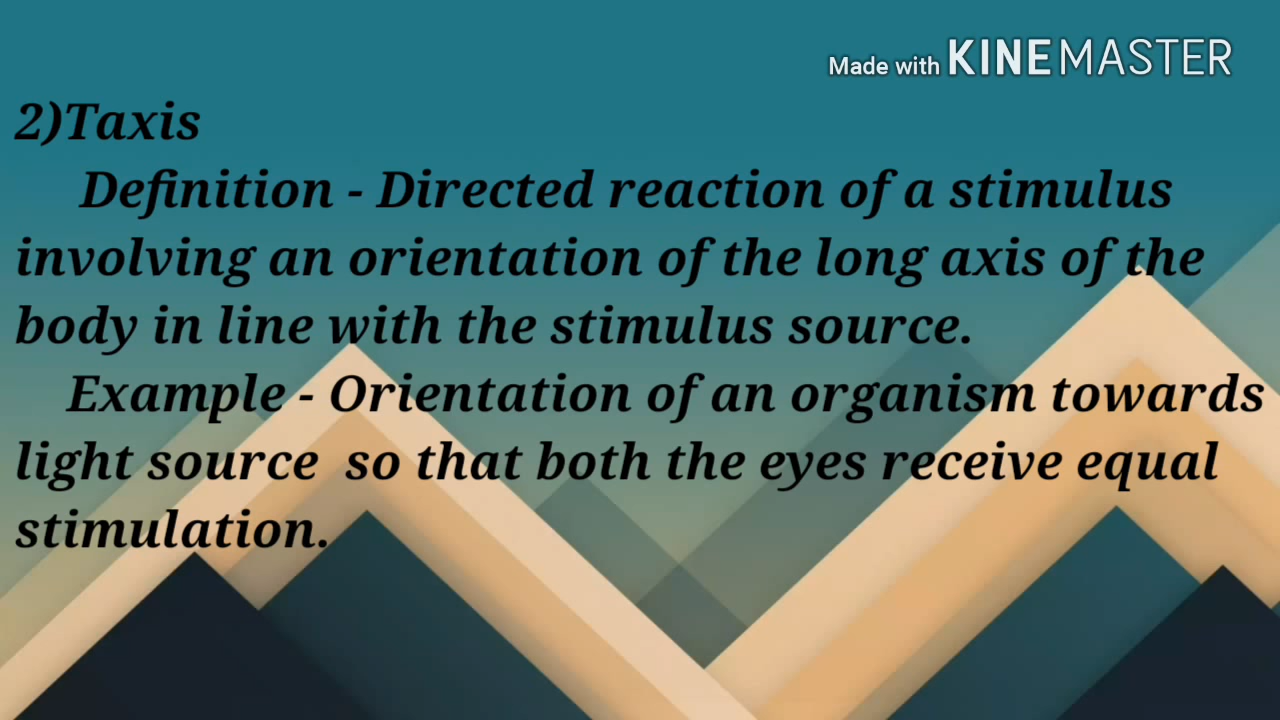 Made with KINEMASTER
2)Taxis
Definition - Directed reaction of a stimulus
involving an orientation of the long axis of the
body in line with the stimulus source.
Example - Orientation of an organism towards
light source so that both the eyes receive equal
stimulation.